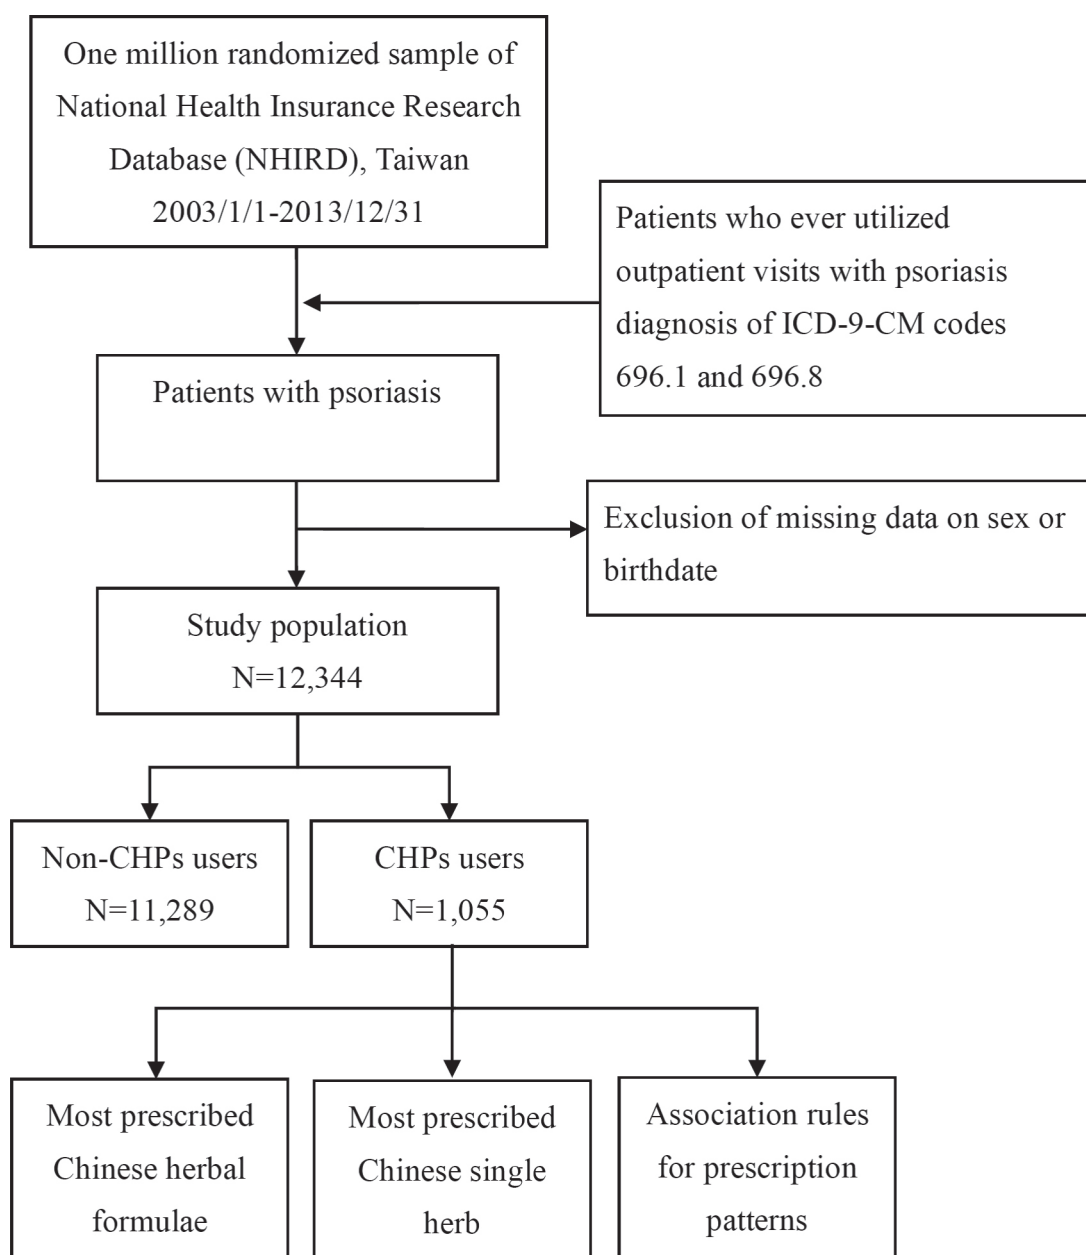 One million randomized sample of
National Health Insurance Research
Database (NHIRD), Taiwan
2003/1/1-2013/12/31
Patients who ever utilized
outpatient visits with psoriasis
diagnosis of ICD-9-CM codes
696.1 and 696.8
Patients with psoriasis
Exclusion of missing data on sex or
birthdate
Study population
N=12,344
Non-CHPs users
N=11,289
CHPs users
N=1,055
Most prescribed
Chinese herbal
formulae
Most prescribed
Chinese single
herb
Association rules
for prescription
patterns